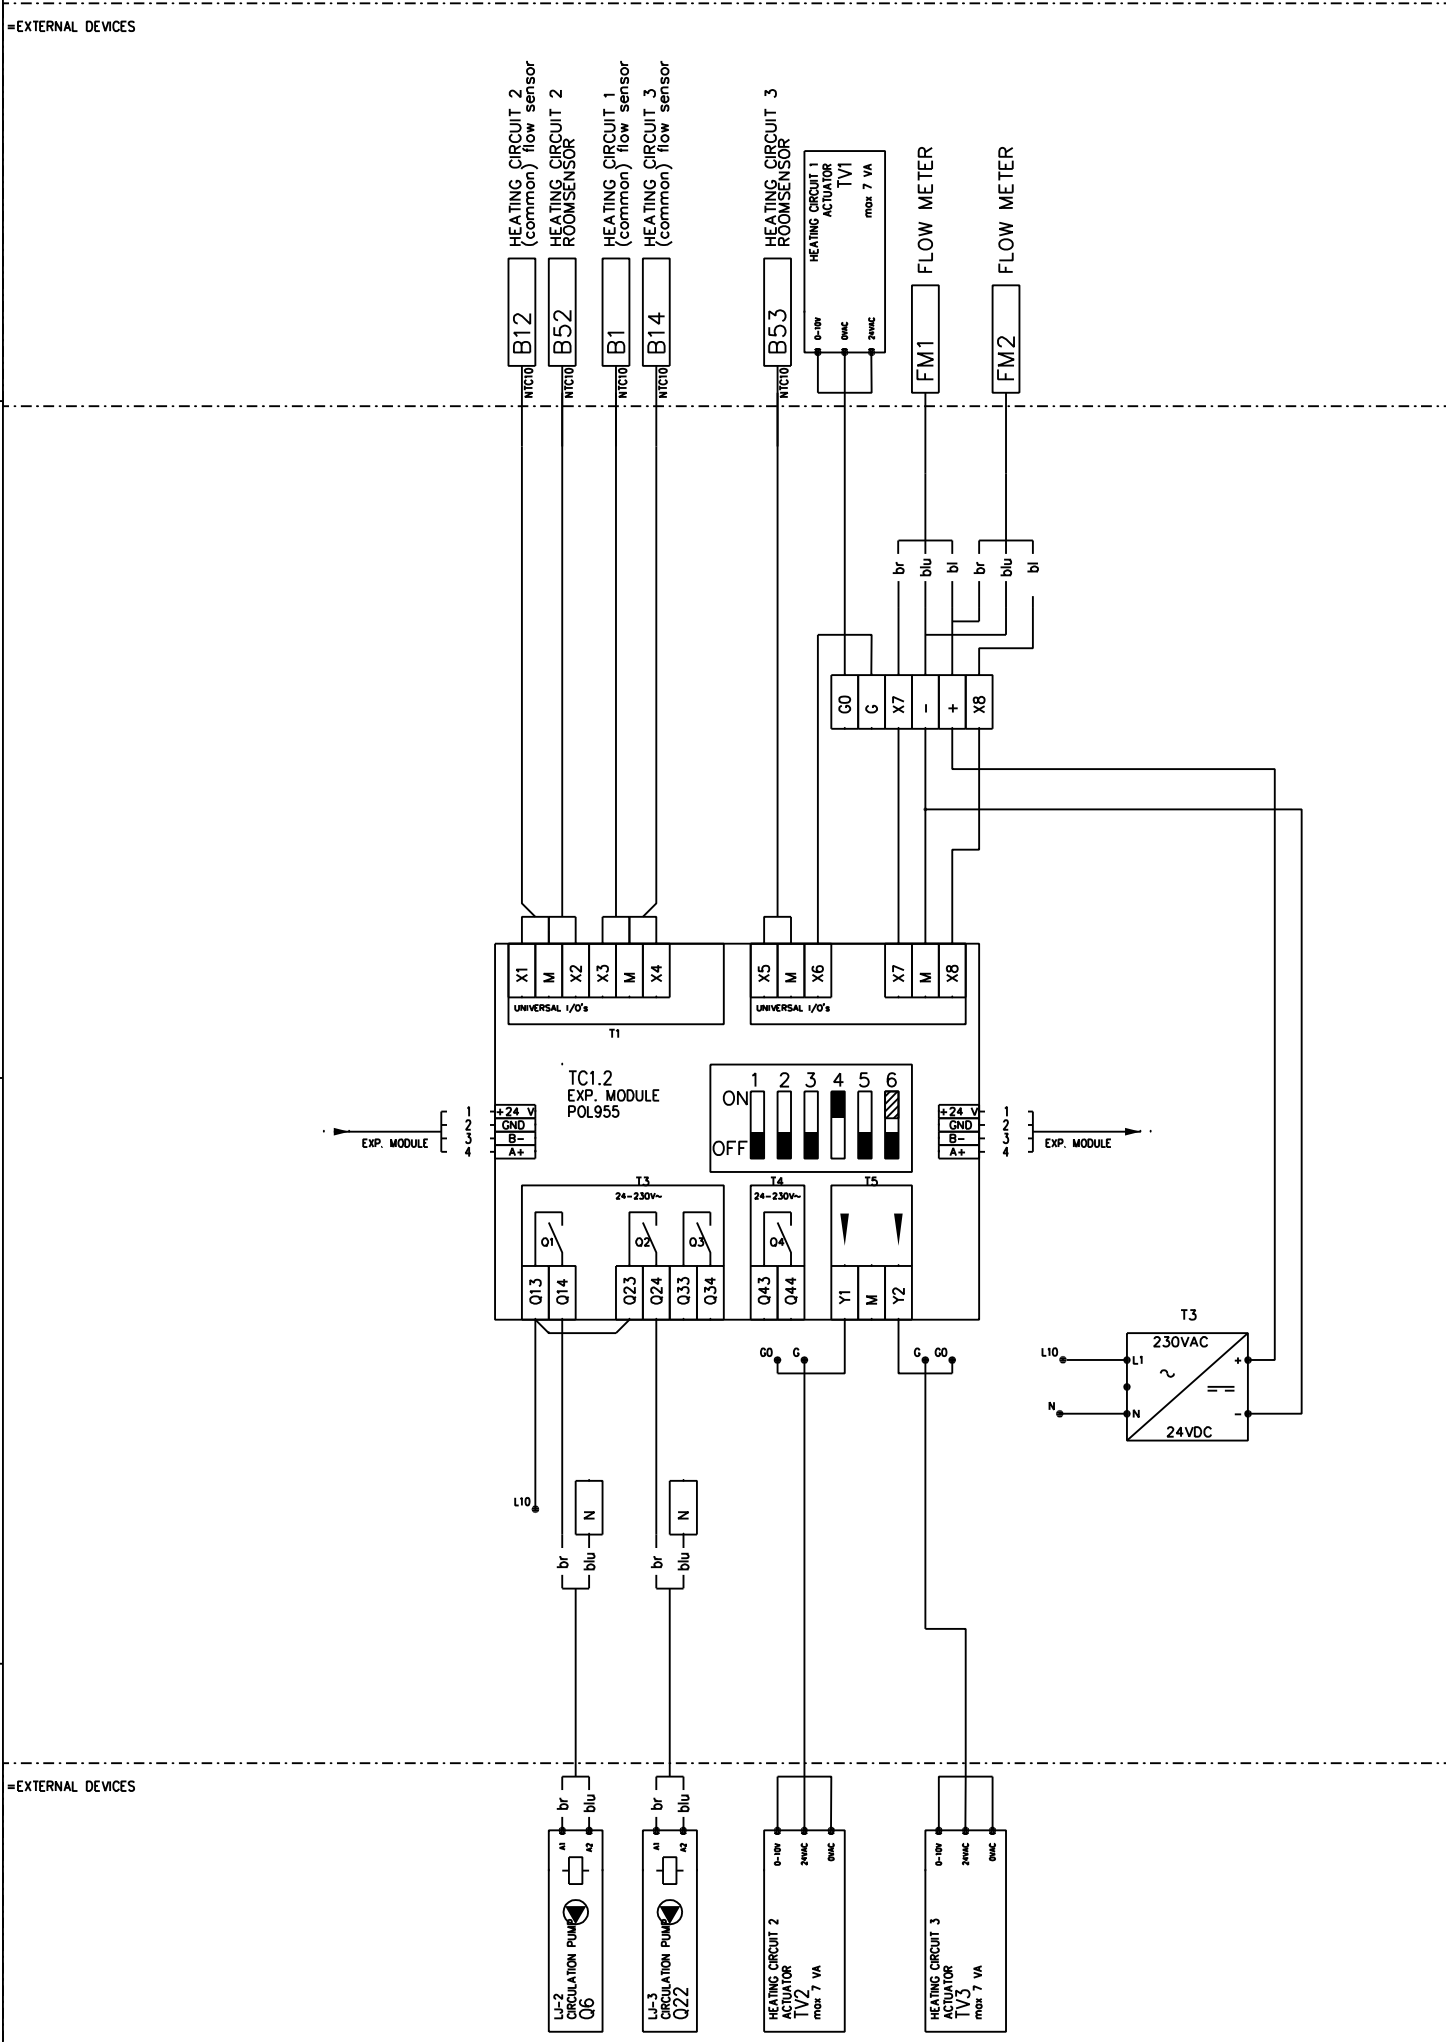 =EXTERNAL DEVICES
HEATING CIRCUIT 2
(common) flow sensor
HEATING CIRCUIT 2
ROOMSENSOR
HEATING CIRCUIT 1
(common) flow sensor
HEATING CIRCUIT 3
(common) flow sensor
HEATING CIRCUIT 3
ROOMSENSOR
HEATING CIRCUIT 1
ACTUATOR
TV1
max 7 VA
FLOW METER
FLOW METER
B12
B52
B1
B14
B53
0-10V
0VAC
24VAC
FM1
FM2
NTC10
NTC10
NTC10
NTC10
NTC10
br
blu
bl
br
blu
bl
G0
G
X7
-
+
X8
X1
M
X2
X3
M
X4
X5
M
X6
X7
M
X8
UNIVERSAL I/O's
UNIVERSAL I/O's
T1
TC1.2
EXP. MODULE
POL955
1 2 3 4 5 6
ON
OFF
1
2
3
4
+24 V
GND
B-
A+
EXP. MODULE
+24 V
GND
B-
A+
1
2
3
4
EXP. MODULE
T3
24-230V~
T4
24-230V~
T5
Q1
Q2
Q3
Q4
Q13
Q14
Q23
Q24
Q33
Q34
Q43
Q44
Y1
M
Y2
G0
G
G
G0
T3
230VAC
L10
L1
+
N
N
-
24VDC
L10
N
N
br
blu
br
blu
=EXTERNAL DEVICES
br
blu
br
blu
A1
A2
A1
A2
0-10V
24VAC
0VAC
0-10V
24VAC
0VAC
LJ-2
CIRCULATION PUMP
Q6
LJ-3
CIRCULATION PUMP
Q22
HEATING CIRCUIT 2
ACTUATOR
TV2
max 7 VA
HEATING CIRCUIT 3
ACTUATOR
TV3
max 7 VA